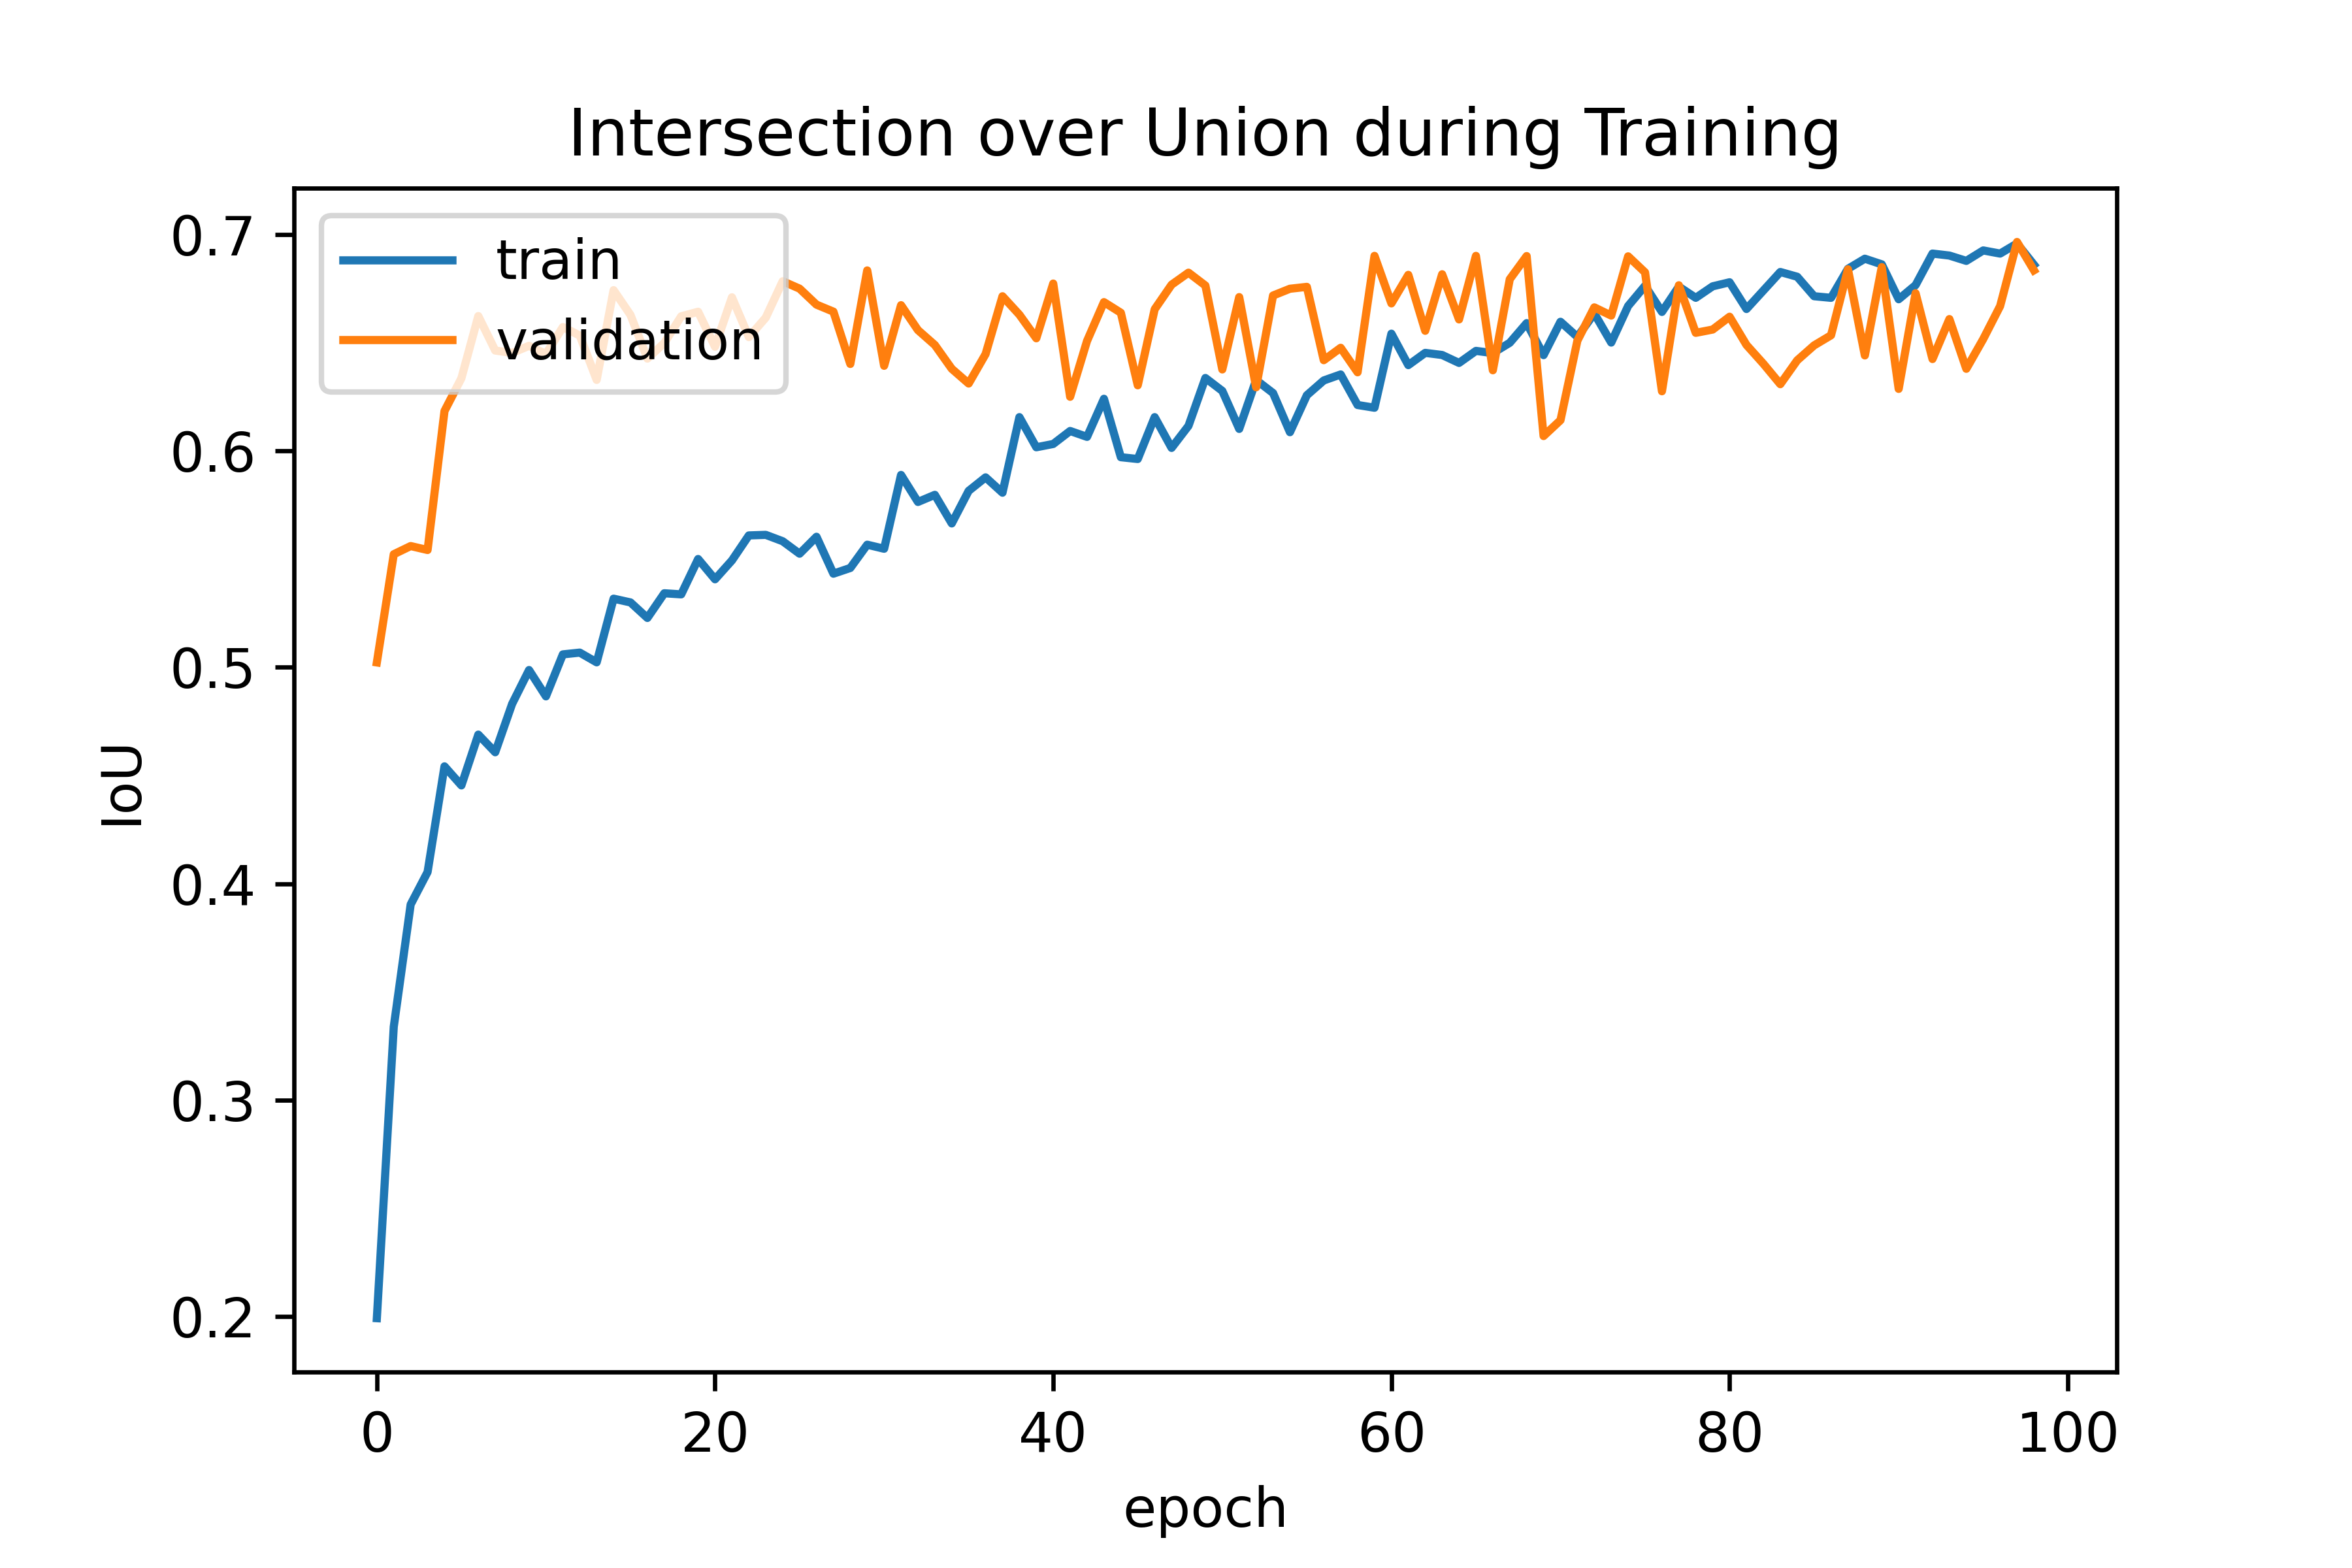 Intersection over Union during Training
train
validation
0.7
0.6
0.5
0.4
0.3
0.2
IoU
0 20 40 60 80 100
epoch